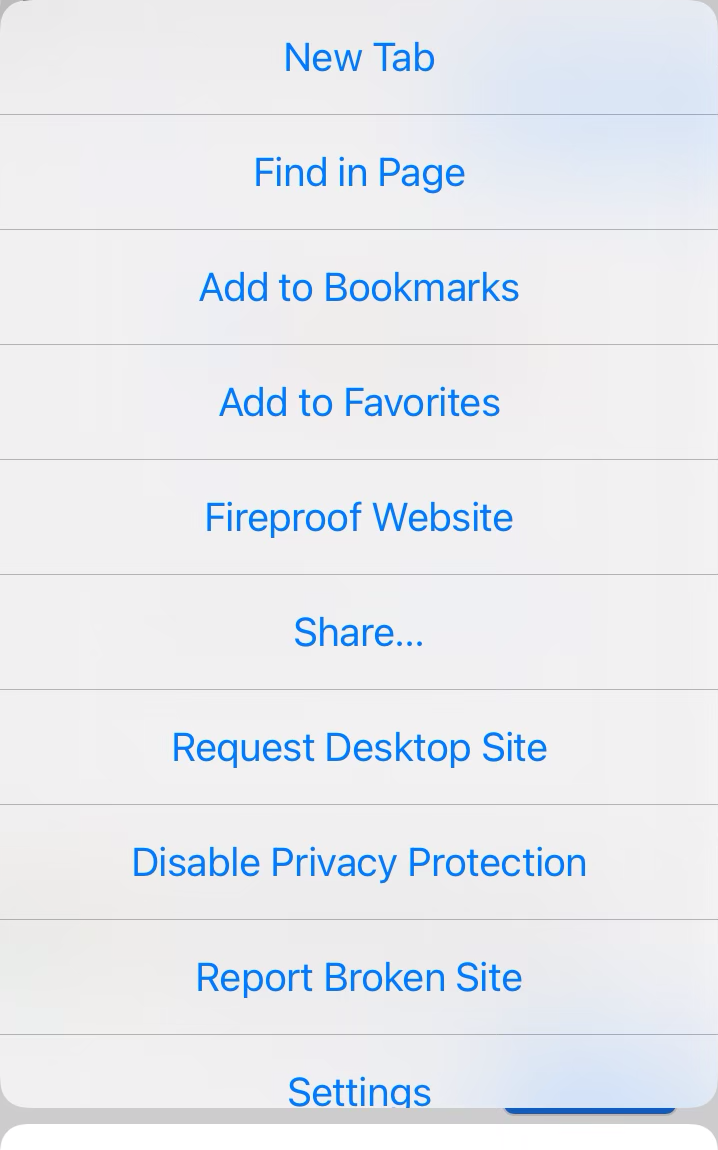 New Tab
Find in Page
Add to Bookmarks
Add to Favorites
Fireproof Website
Share...
Request Desktop Site
Disable Privacy Protection
Report Broken Site
Settings